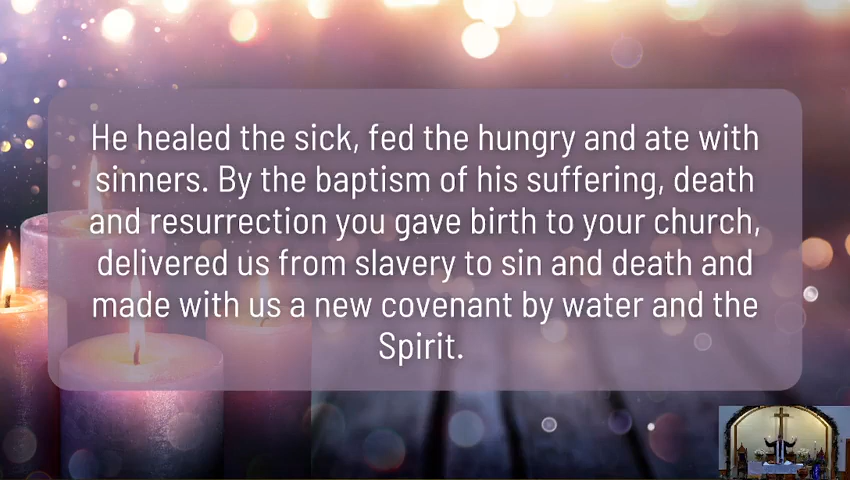 He healed the sick, fed the hungry and ate with
sinners. By the baptism of his suffering, death
and resurrection you gave birth to your church,
delivered us from slavery to sin and death and
made with us a new covenant by water and the
Spirit.